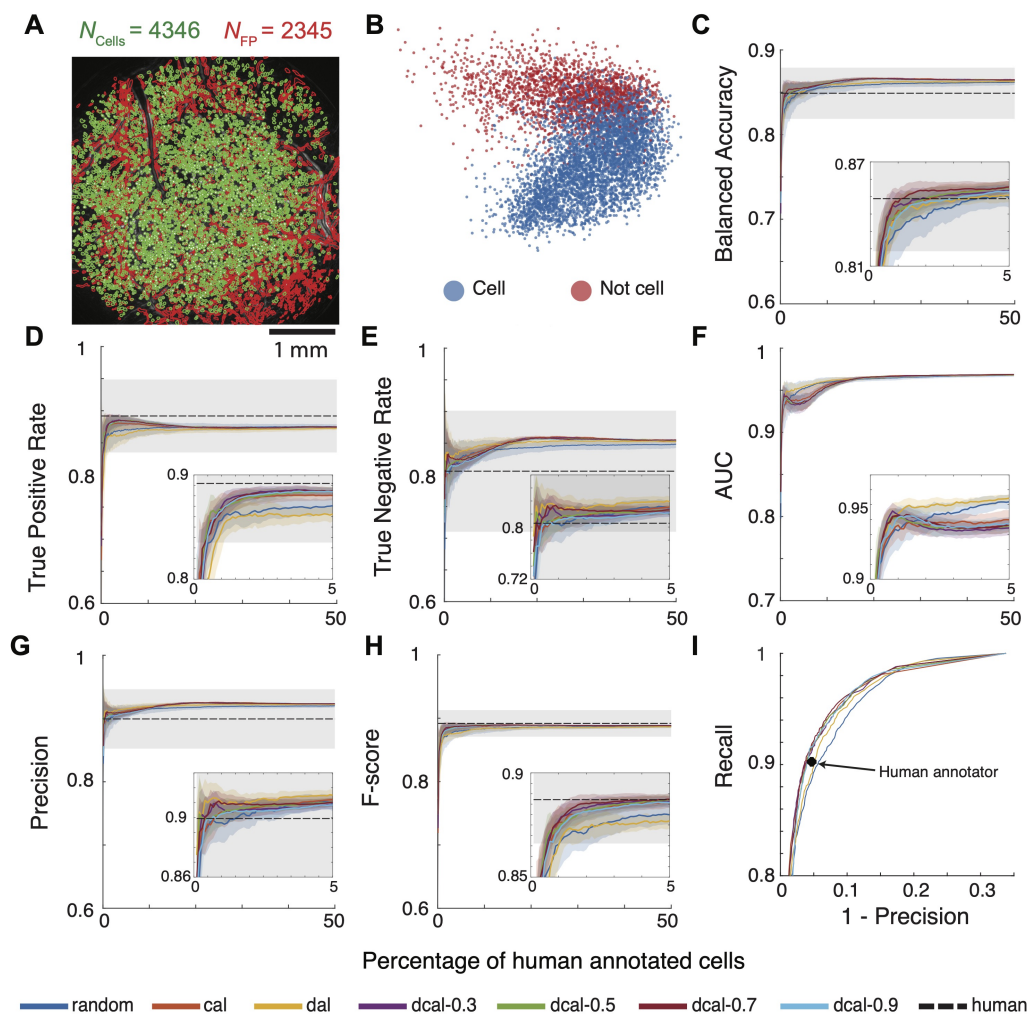 A
N_Cells = 4346 N_FP = 2345
1 mm
B
Cell
Not cell
C
Balanced Accuracy
0.9
0.8
0.7
0.6
0 50
0.87
0.81
0 5
D
True Positive Rate
1
0.8
0.6
0 50
0.9
0.8
0 5
E
True Negative Rate
1
0.8
0.6
0 50
0.8
0.72
0 5
F
AUC
1
0.9
0.8
0.7
0 50
0.95
0.9
0 5
G
Precision
1
0.8
0.6
0 50
0.9
0.86
0 5
H
F-score
1
0.8
0.6
0 50
0.9
0.85
0 5
I
Recall
1
0.9
0.8
Human annotator
0 0.1 0.2 0.3
1 - Precision
Percentage of human annotated cells
random cal dal dcal-0.3 dcal-0.5 dcal-0.7 dcal-0.9 human